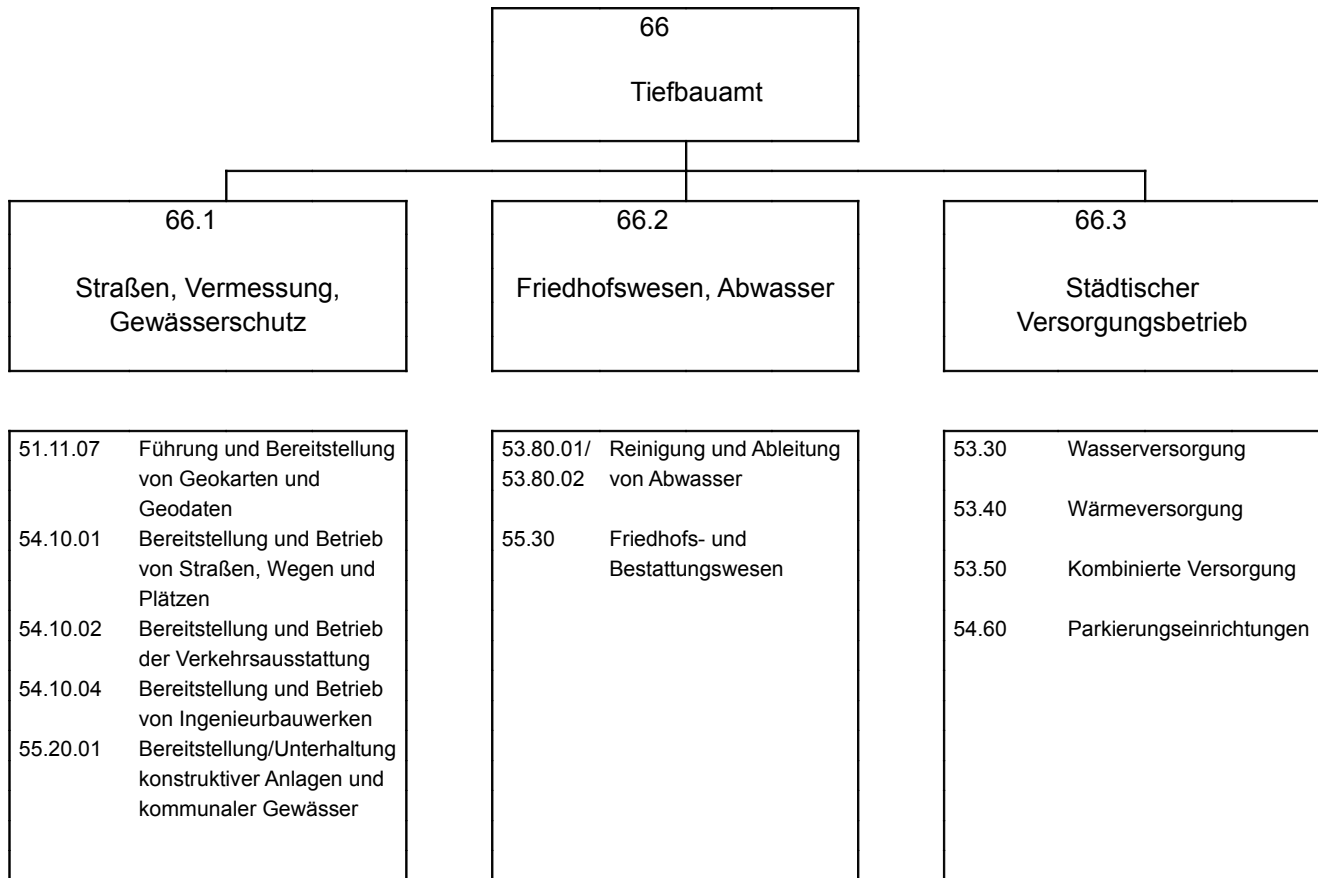 66
Tiefbauamt
66.1
Straßen, Vermessung,
Gewässerschutz
66.2
Friedhofswesen, Abwasser
66.3
Städtischer
Versorgungsbetrieb
51.11.07 Führung und Bereitstellung
von Geokarten und
Geodaten
54.10.01 Bereitstellung und Betrieb
von Straßen, Wegen und
Plätzen
54.10.02 Bereitstellung und Betrieb
der Verkehrsausstattung
54.10.04 Bereitstellung und Betrieb
von Ingenieurbauwerken
55.20.01 Bereitstellung/Unterhaltung
konstruktiver Anlagen und
kommunaler Gewässer
53.80.01/ Reinigung und Ableitung
53.80.02 von Abwasser
55.30 Friedhofs- und
Bestattungswesen
53.30 Wasserversorgung
53.40 Wärmeversorgung
53.50 Kombinierte Versorgung
54.60 Parkierungseinrichtungen